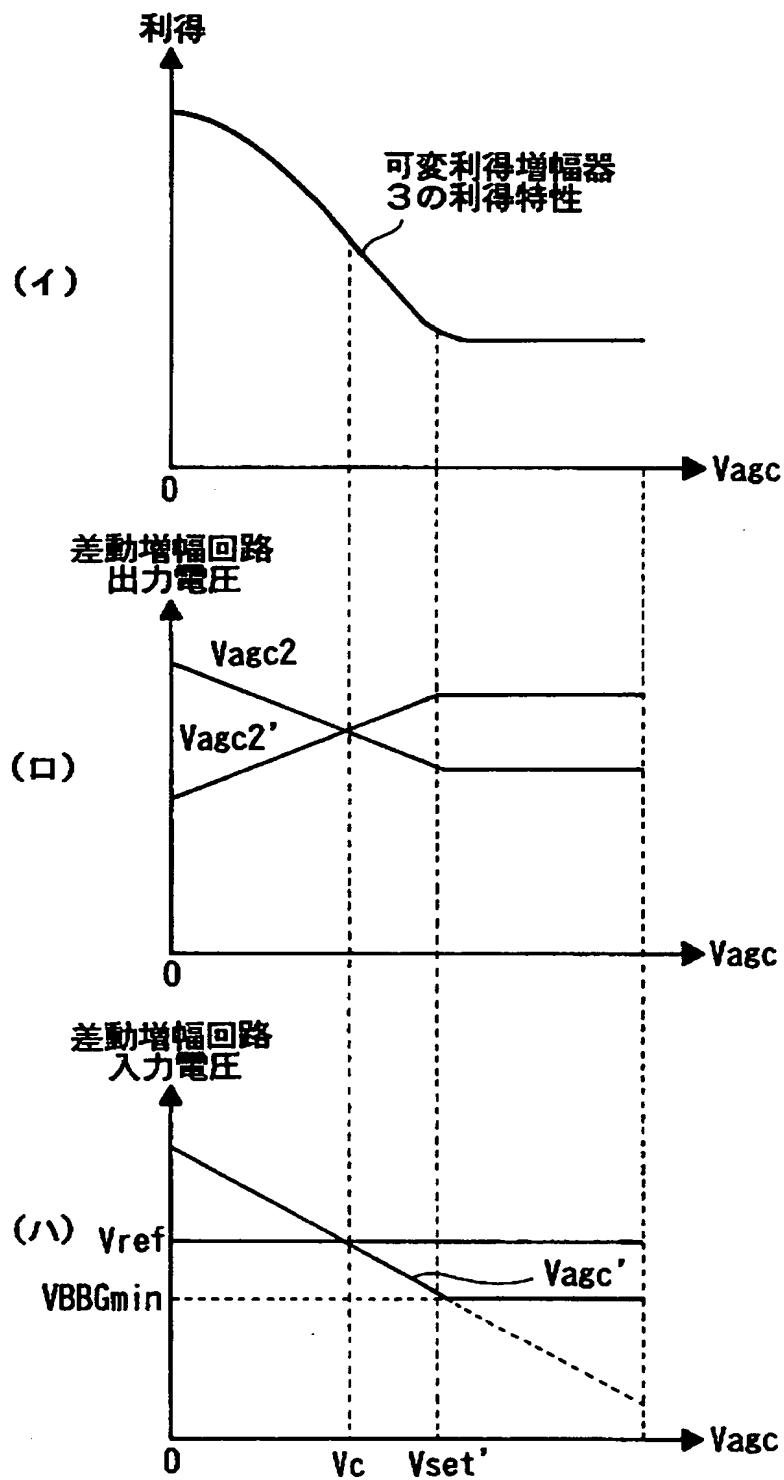 利得
可変利得増幅器
3の利得特性
(イ)
0
Vagc
差動増幅回路
出力電圧
Vagc2
Vagc2'
(ロ)
0
Vagc
差動増幅回路
入力電圧
(ハ)
Vref
Vagc'
VBBGmin
0
Vc
Vset'
Vagc